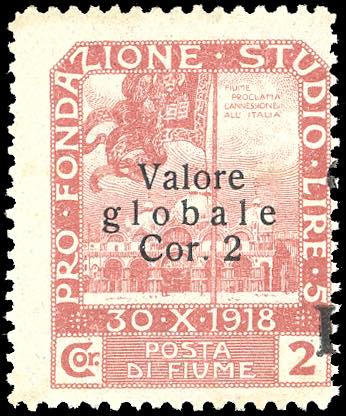 PRO·FONDAZIONE·STUDIO·LIRE·5
FIUME
PROCLAMA
L'ANNESSIONE
ALL'ITALIA
Valore
globale
Cor. 2
30·X·1918
Cor. POSTA 2
DI FIUME